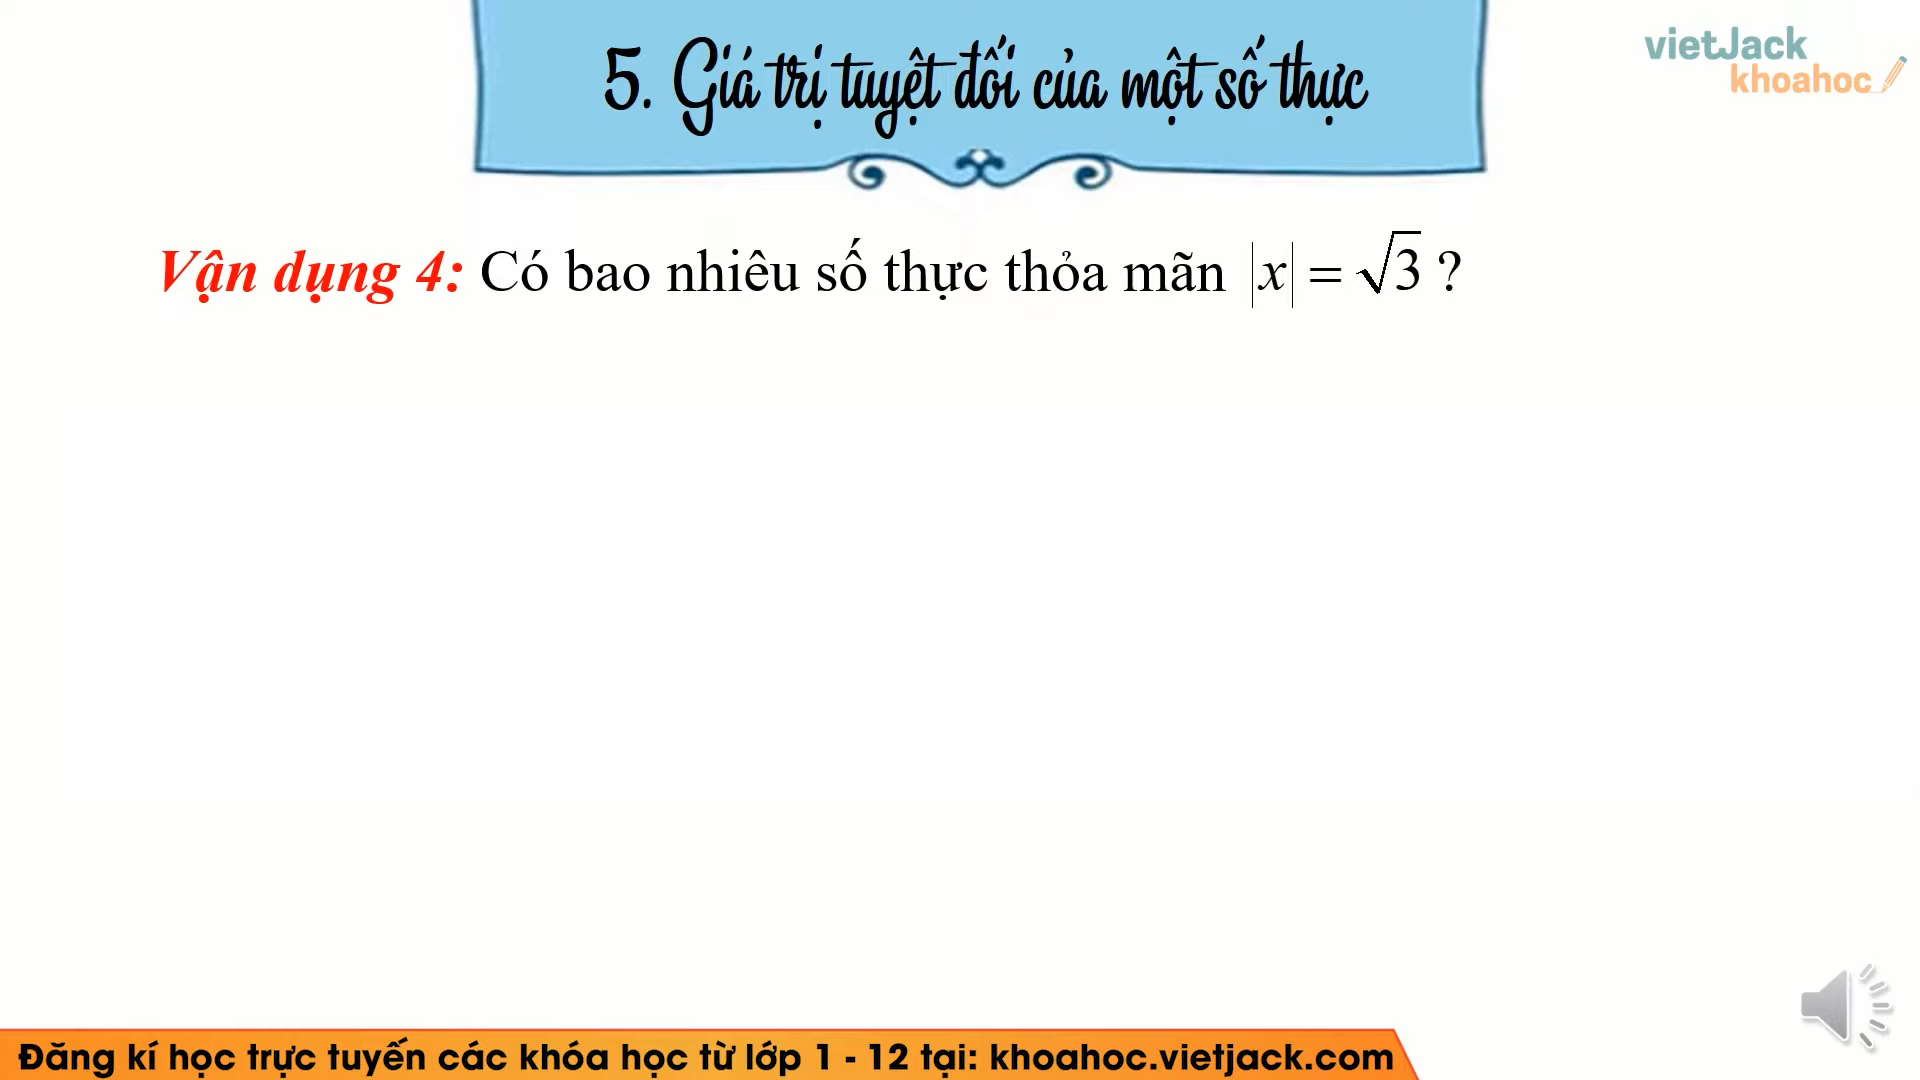 5. Giá trị tuyệt đối của một số thực
vietJack
khoahoc
Vận dụng 4: Có bao nhiêu số thực thỏa mãn |x| = √3 ?
Đăng kí học trực tuyến các khóa học từ lớp 1 - 12 tại: khoahoc.vietjack.com